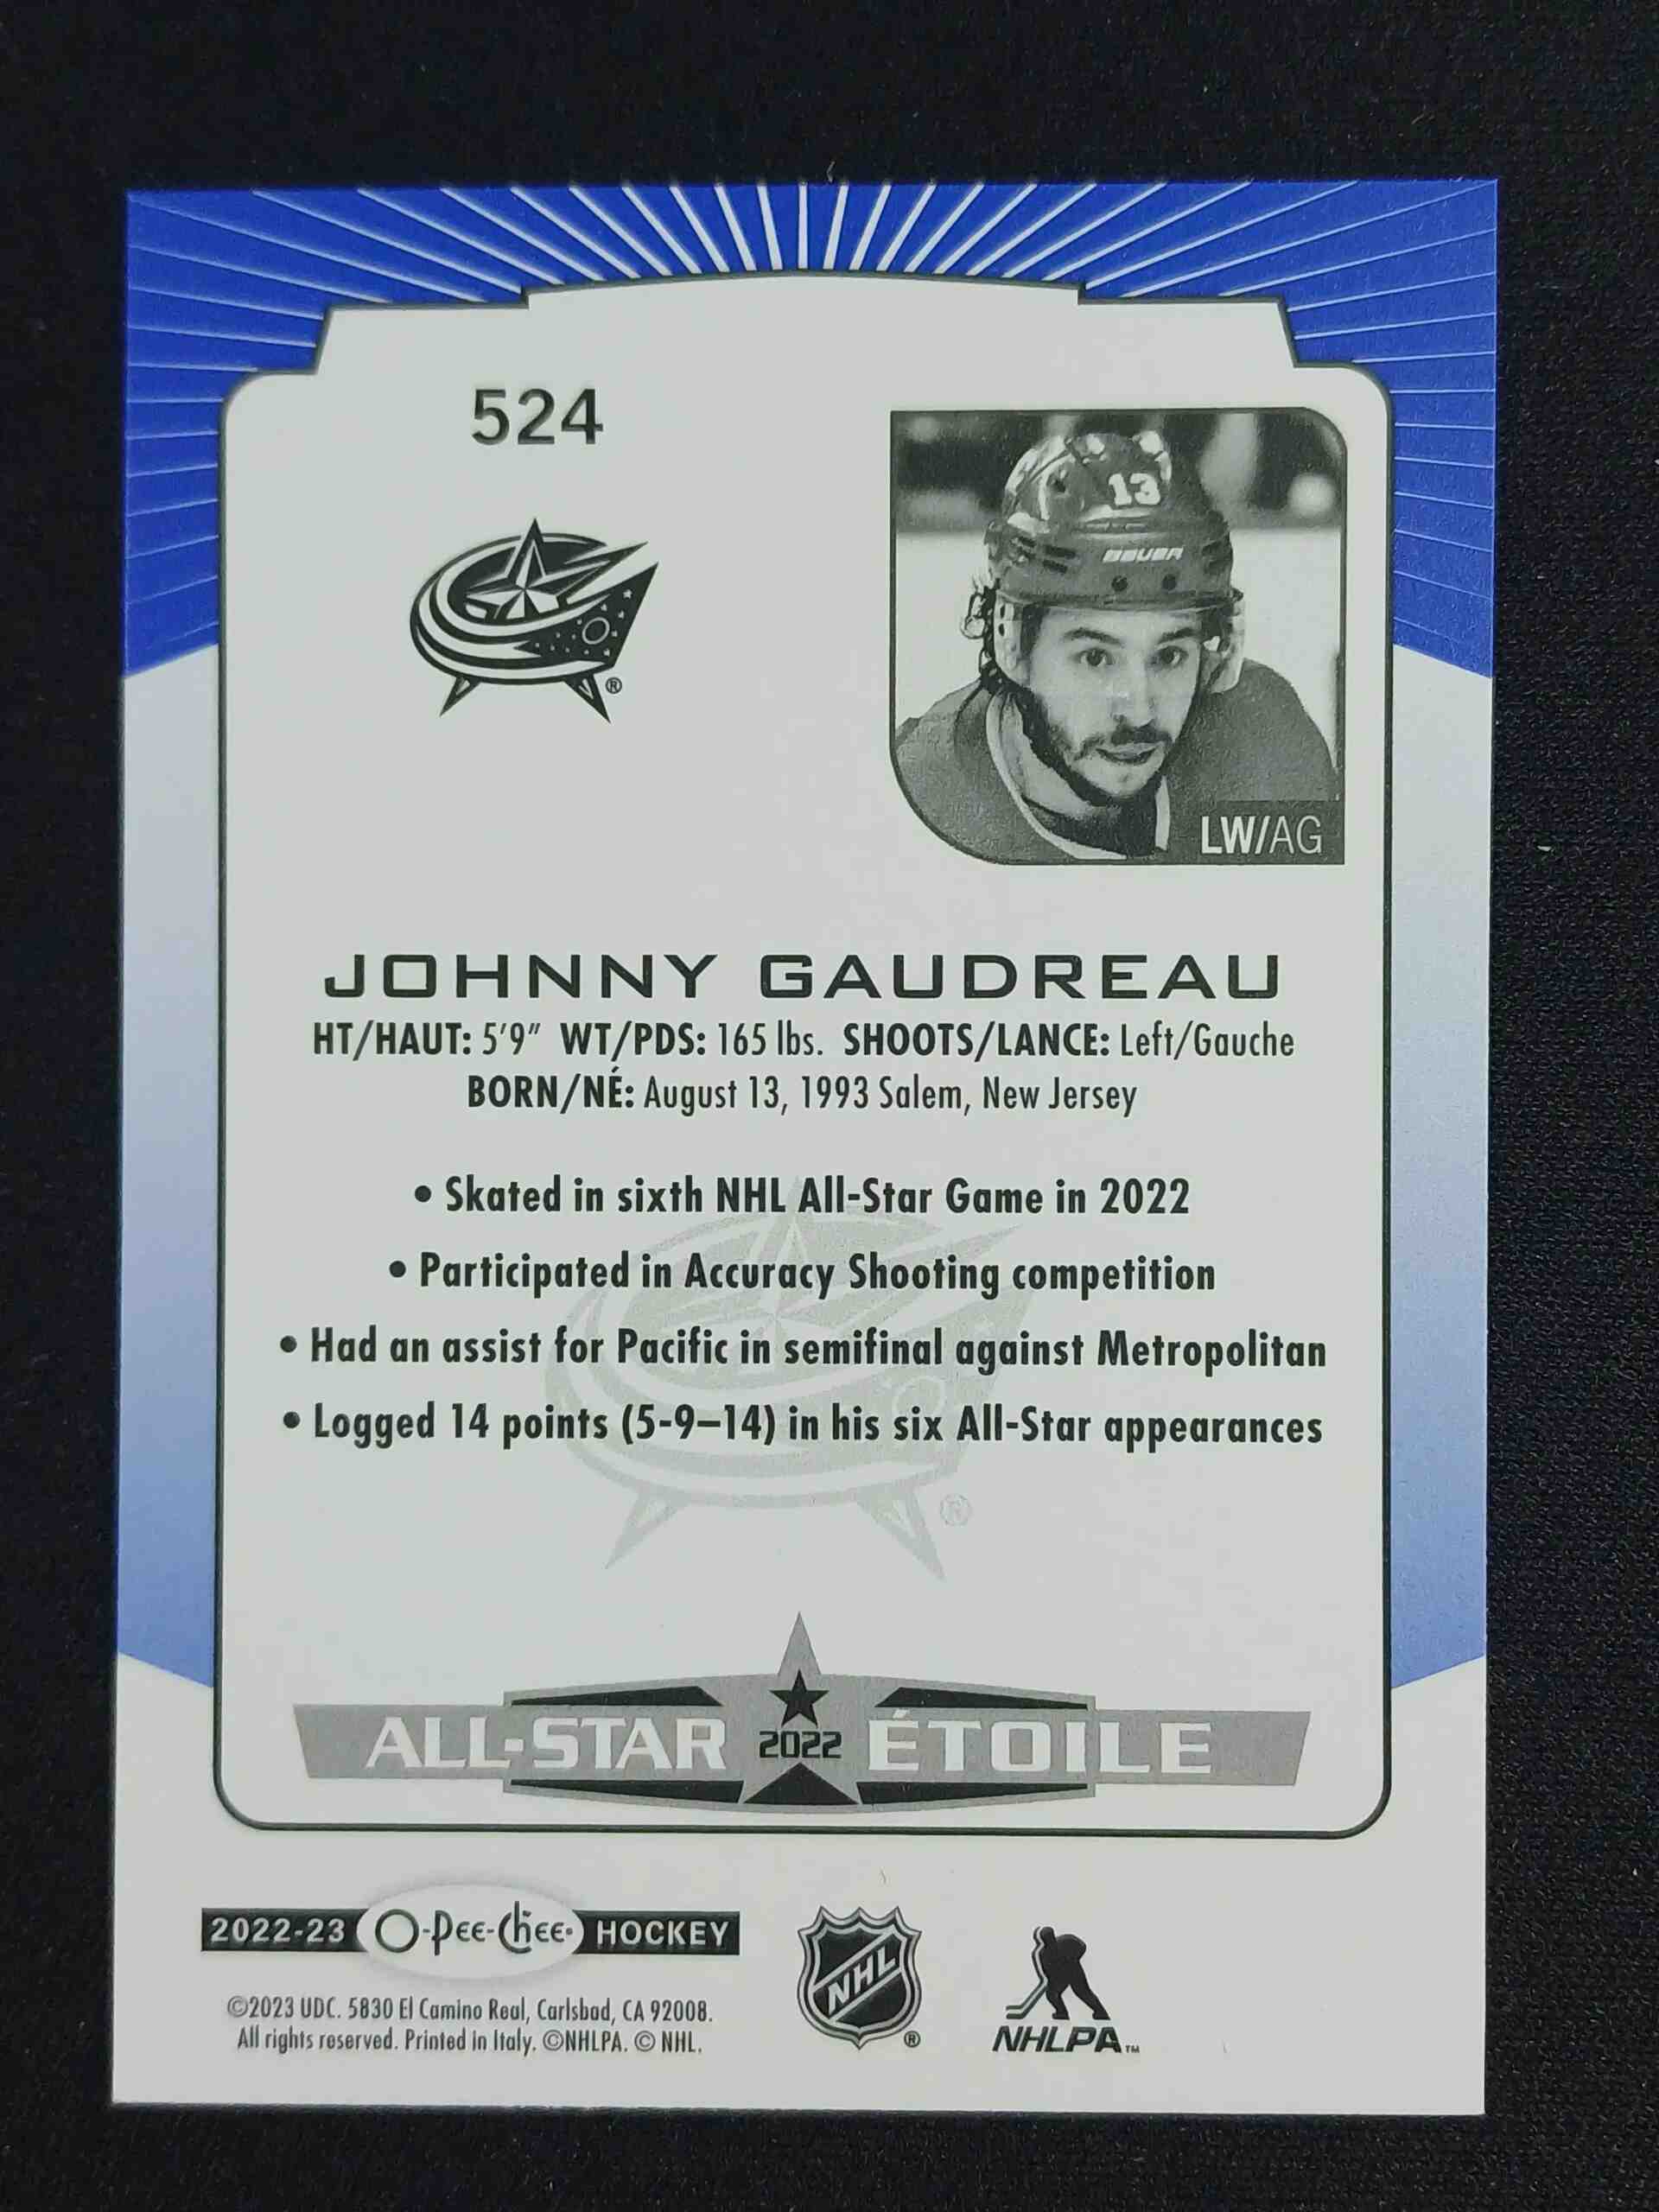 524
13
BAUER
LW/AG
®
JOHNNY GAUDREAU
HT/HAUT: 5'9" WT/PDS: 165 lbs. SHOOTS/LANCE: Left/Gauche
BORN/NÉ: August 13, 1993 Salem, New Jersey
• Skated in sixth NHL All-Star Game in 2022
• Participated in Accuracy Shooting competition
• Had an assist for Pacific in semifinal against Metropolitan
• Logged 14 points (5-9–14) in his six All-Star appearances
®
ALL-STAR 2022 ÉTOILE
2022-23 O-Pee-Chee HOCKEY
©2023 UDC. 5830 El Camino Real, Carlsbad, CA 92008.
All rights reserved. Printed in Italy. ©NHLPA. © NHL.
NHL ®
NHLPA™